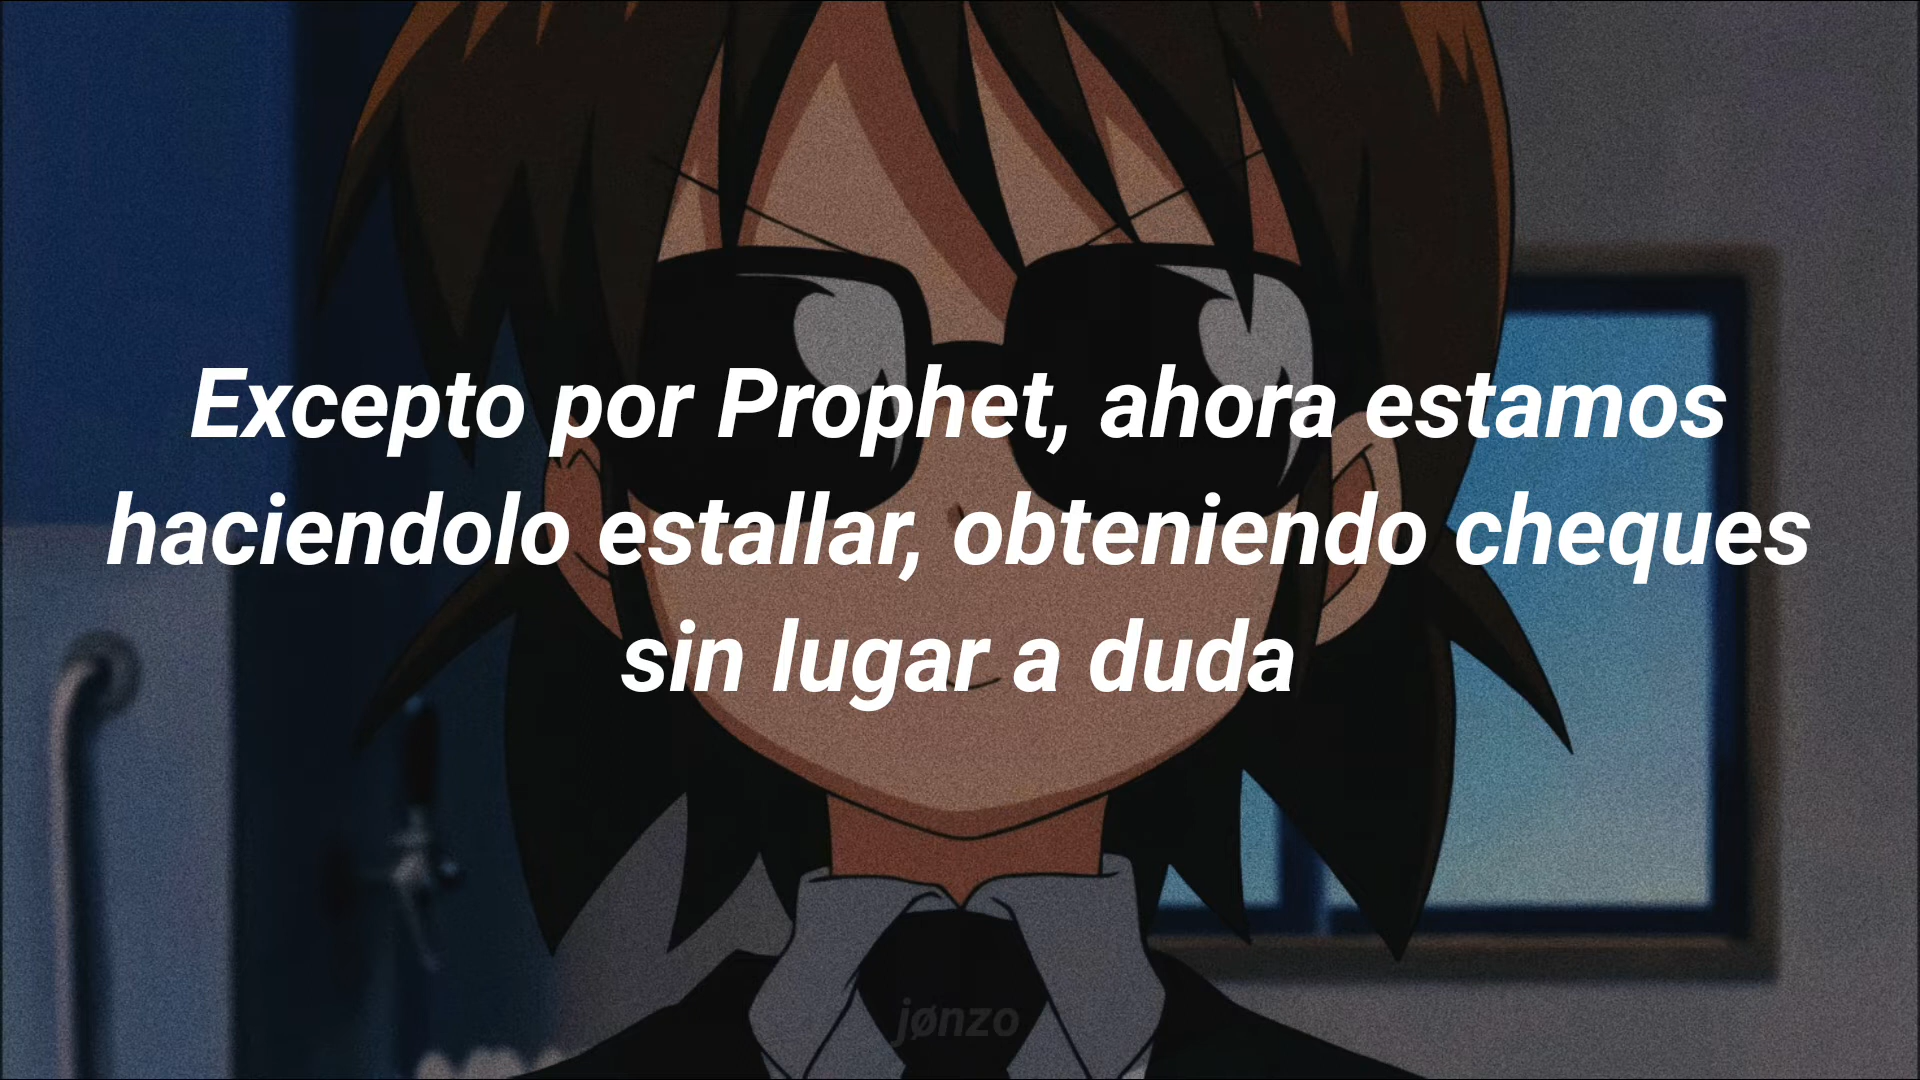 Excepto por Prophet, ahora estamos
haciendolo estallar, obteniendo cheques
sin lugar a duda
jønzo